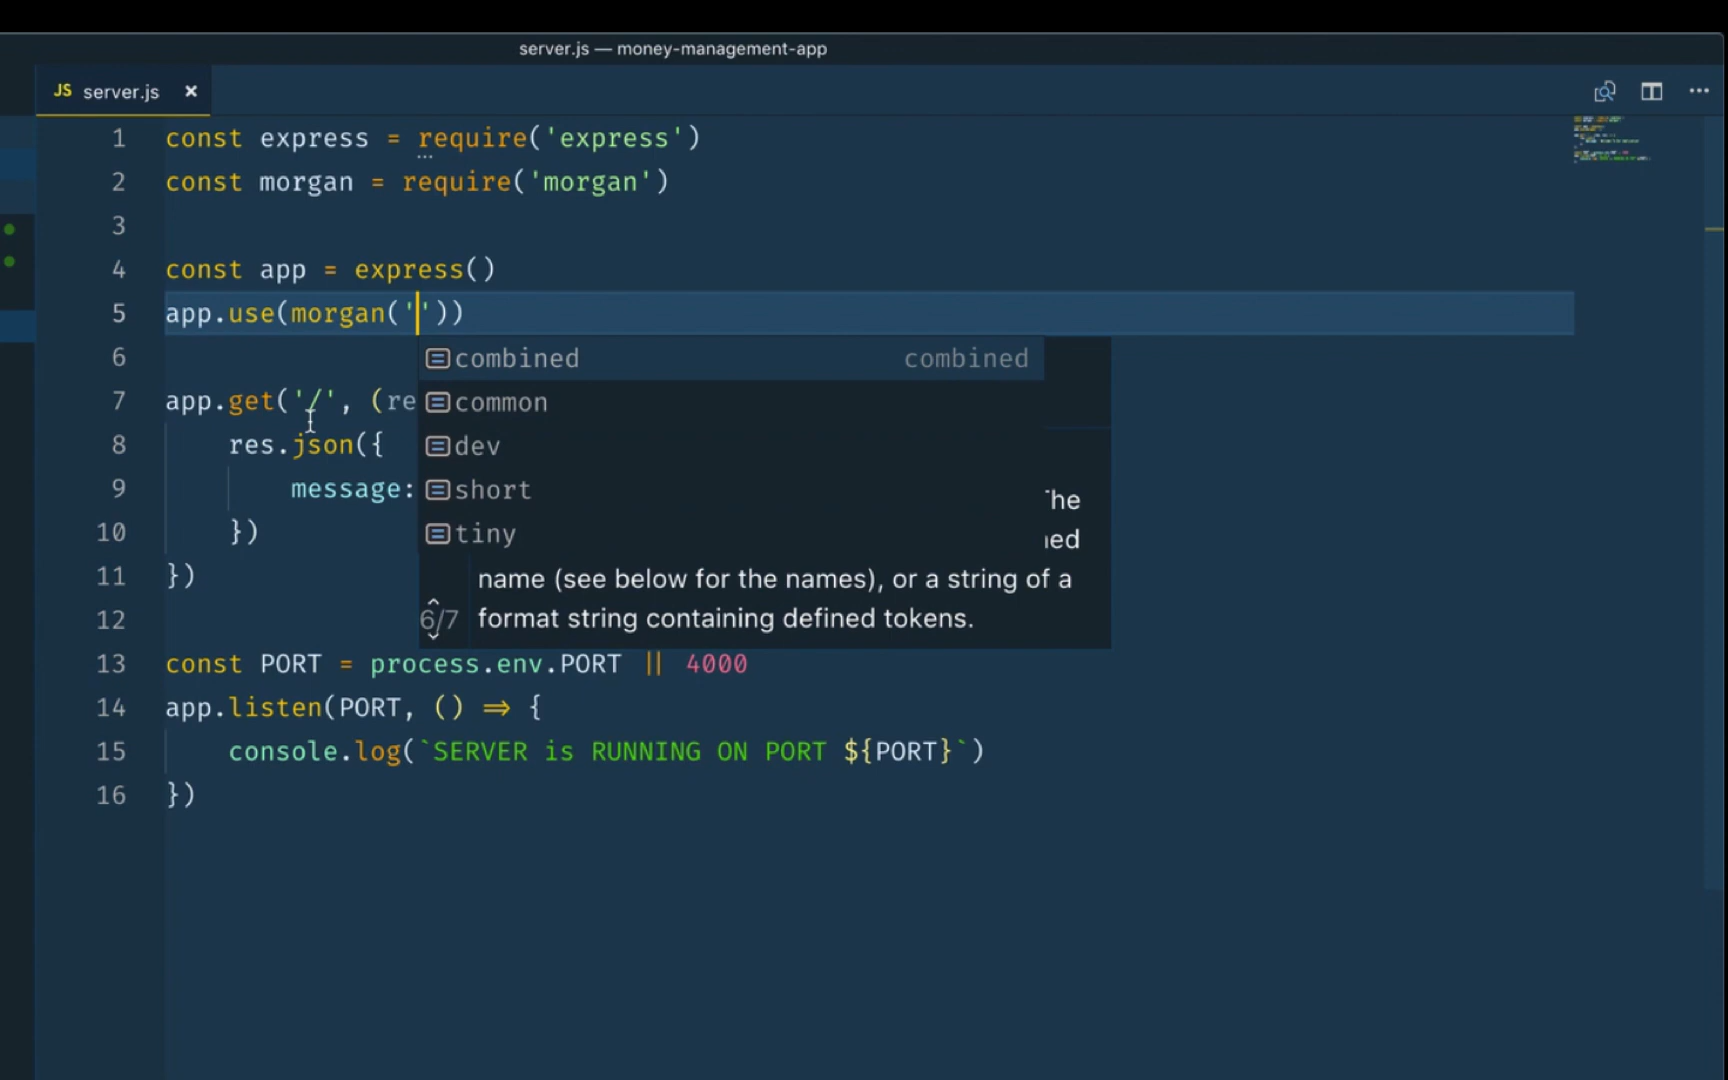 server.js — money-management-app
JS server.js ×
1 const express = require('express')
2 const morgan = require('morgan')
3
4 const app = express()
5 app.use(morgan(''))
6 combined combined
7 app.get('/', (re common
8 res.json({ dev
9 message: short The
10 }) tiny ned
11 }) name (see below for the names), or a string of a
12 6/7 format string containing defined tokens.
13 const PORT = process.env.PORT || 4000
14 app.listen(PORT, () => {
15 console.log(`SERVER is RUNNING ON PORT ${PORT}`)
16 })